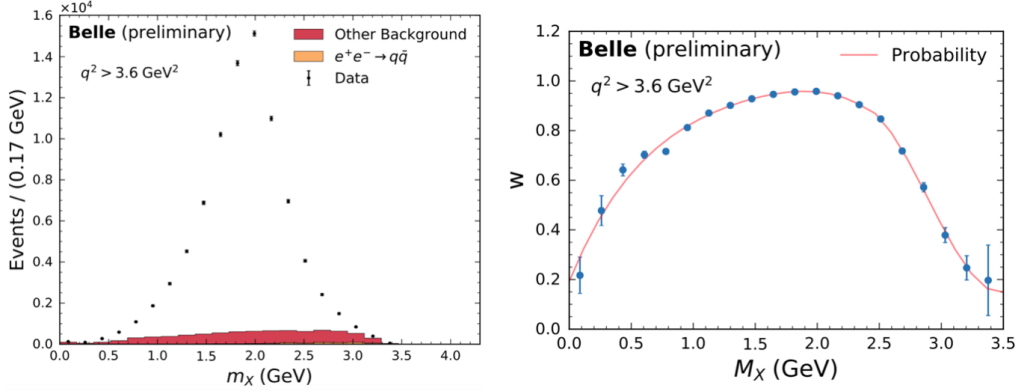 ×10⁴
Belle (preliminary)
q² > 3.6 GeV²
Other Background
e⁺e⁻ → qq̄
Data
Events / (0.17 GeV)
1.6
1.4
1.2
1.0
0.8
0.6
0.4
0.2
0.0
0.0 0.5 1.0 1.5 2.0 2.5 3.0 3.5 4.0
m_X (GeV)
Belle (preliminary)
q² > 3.6 GeV²
Probability
w
1.2
1.0
0.8
0.6
0.4
0.2
0.0
0.0 0.5 1.0 1.5 2.0 2.5 3.0 3.5
M_X (GeV)